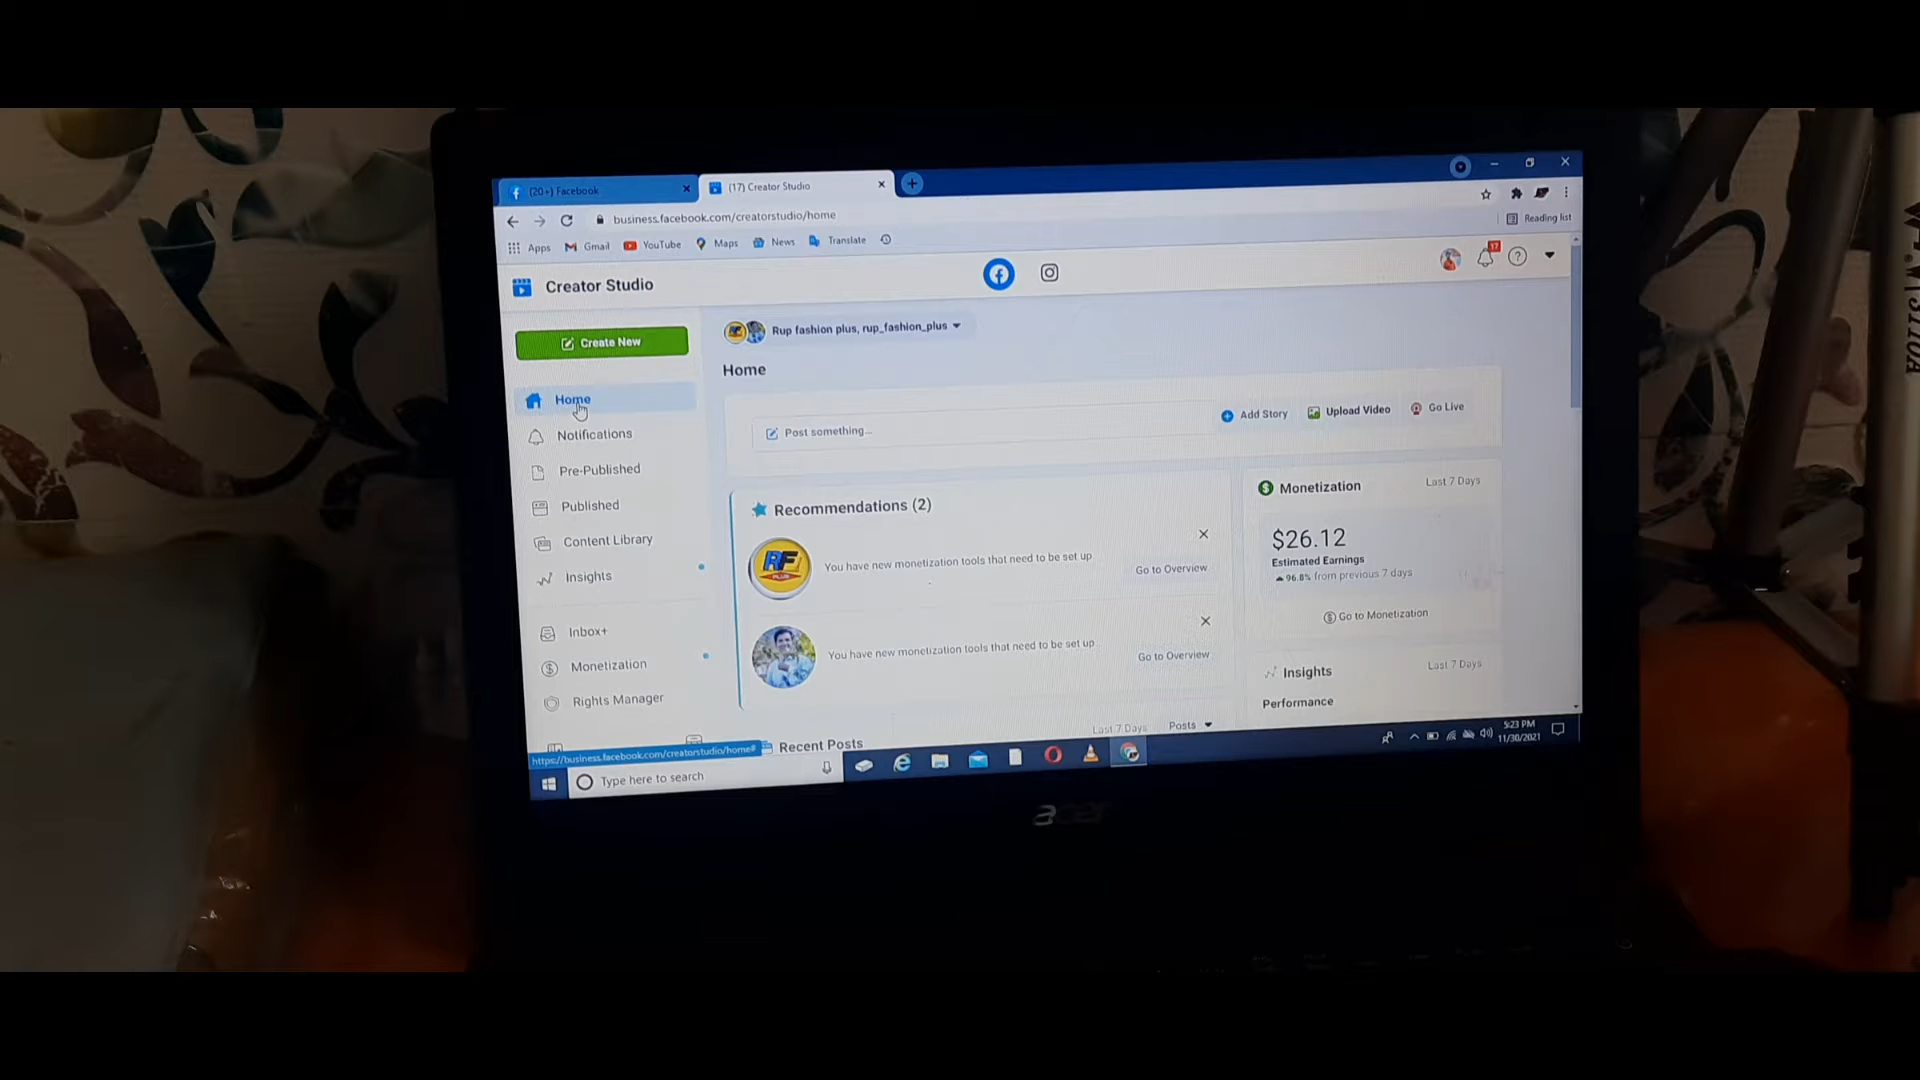 (20+) Facebook
(17) Creator Studio
business.facebook.com/creatorstudio/home
Reading list
Apps
Gmail
YouTube
Maps
News
Translate
Creator Studio
17
Create New
Rup fashion plus, rup_fashion_plus
Home
Home
Notifications
Pre-Published
Published
Content Library
Insights
Inbox+
Monetization
Rights Manager
Post something...
Add Story
Upload Video
Go Live
Recommendations (2)
RF
PLUS
You have new monetization tools that need to be set up
Go to Overview
You have new monetization tools that need to be set up
Go to Overview
Monetization
Last 7 Days
$26.12
Estimated Earnings
96.8% from previous 7 days
Go to Monetization
Insights
Last 7 Days
Performance
Recent Posts
Last 7 Days
Posts
https://business.facebook.com/creatorstudio/home#
Type here to search
5:23 PM
11/30/2021
acer